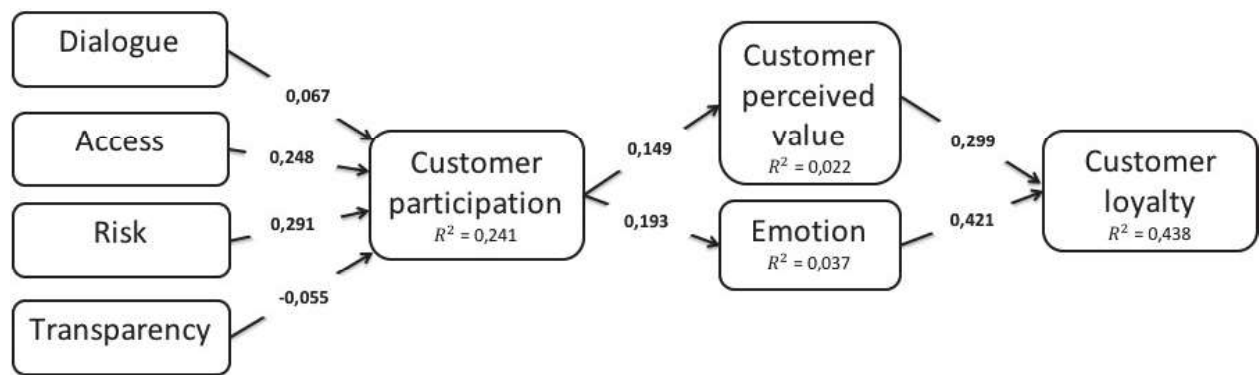 Dialogue
Access
Risk
Transparency
0,067
0,248
0,291
-0,055
Customer
participation
R² = 0,241
0,149
0,193
Customer
perceived
value
R² = 0,022
Emotion
R² = 0,037
0,299
0,421
Customer
loyalty
R² = 0,438